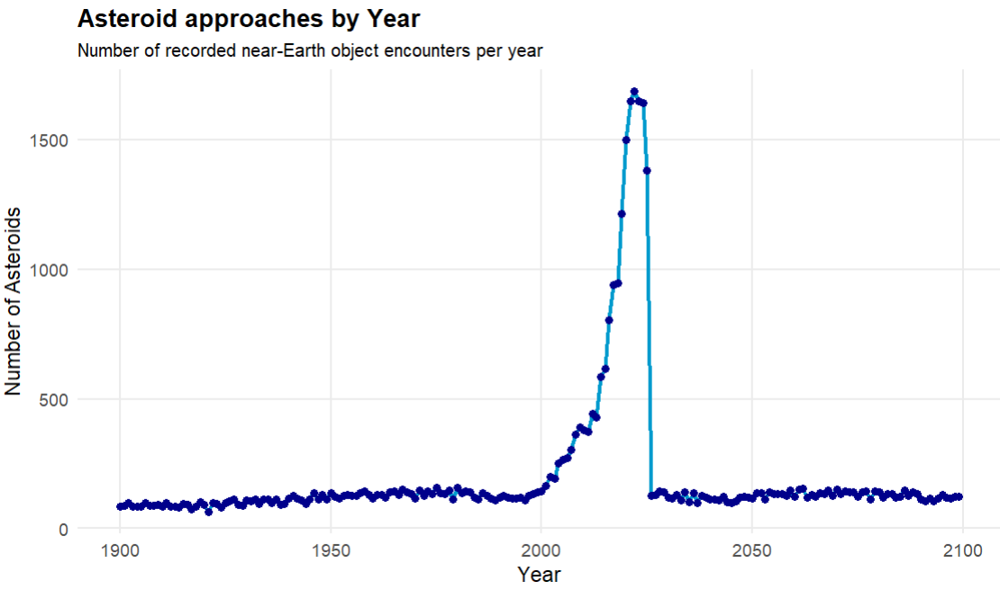 Asteroid approaches by Year
Number of recorded near-Earth object encounters per year
Number of Asteroids
1500
1000
500
0
1900 1950 2000 2050 2100
Year